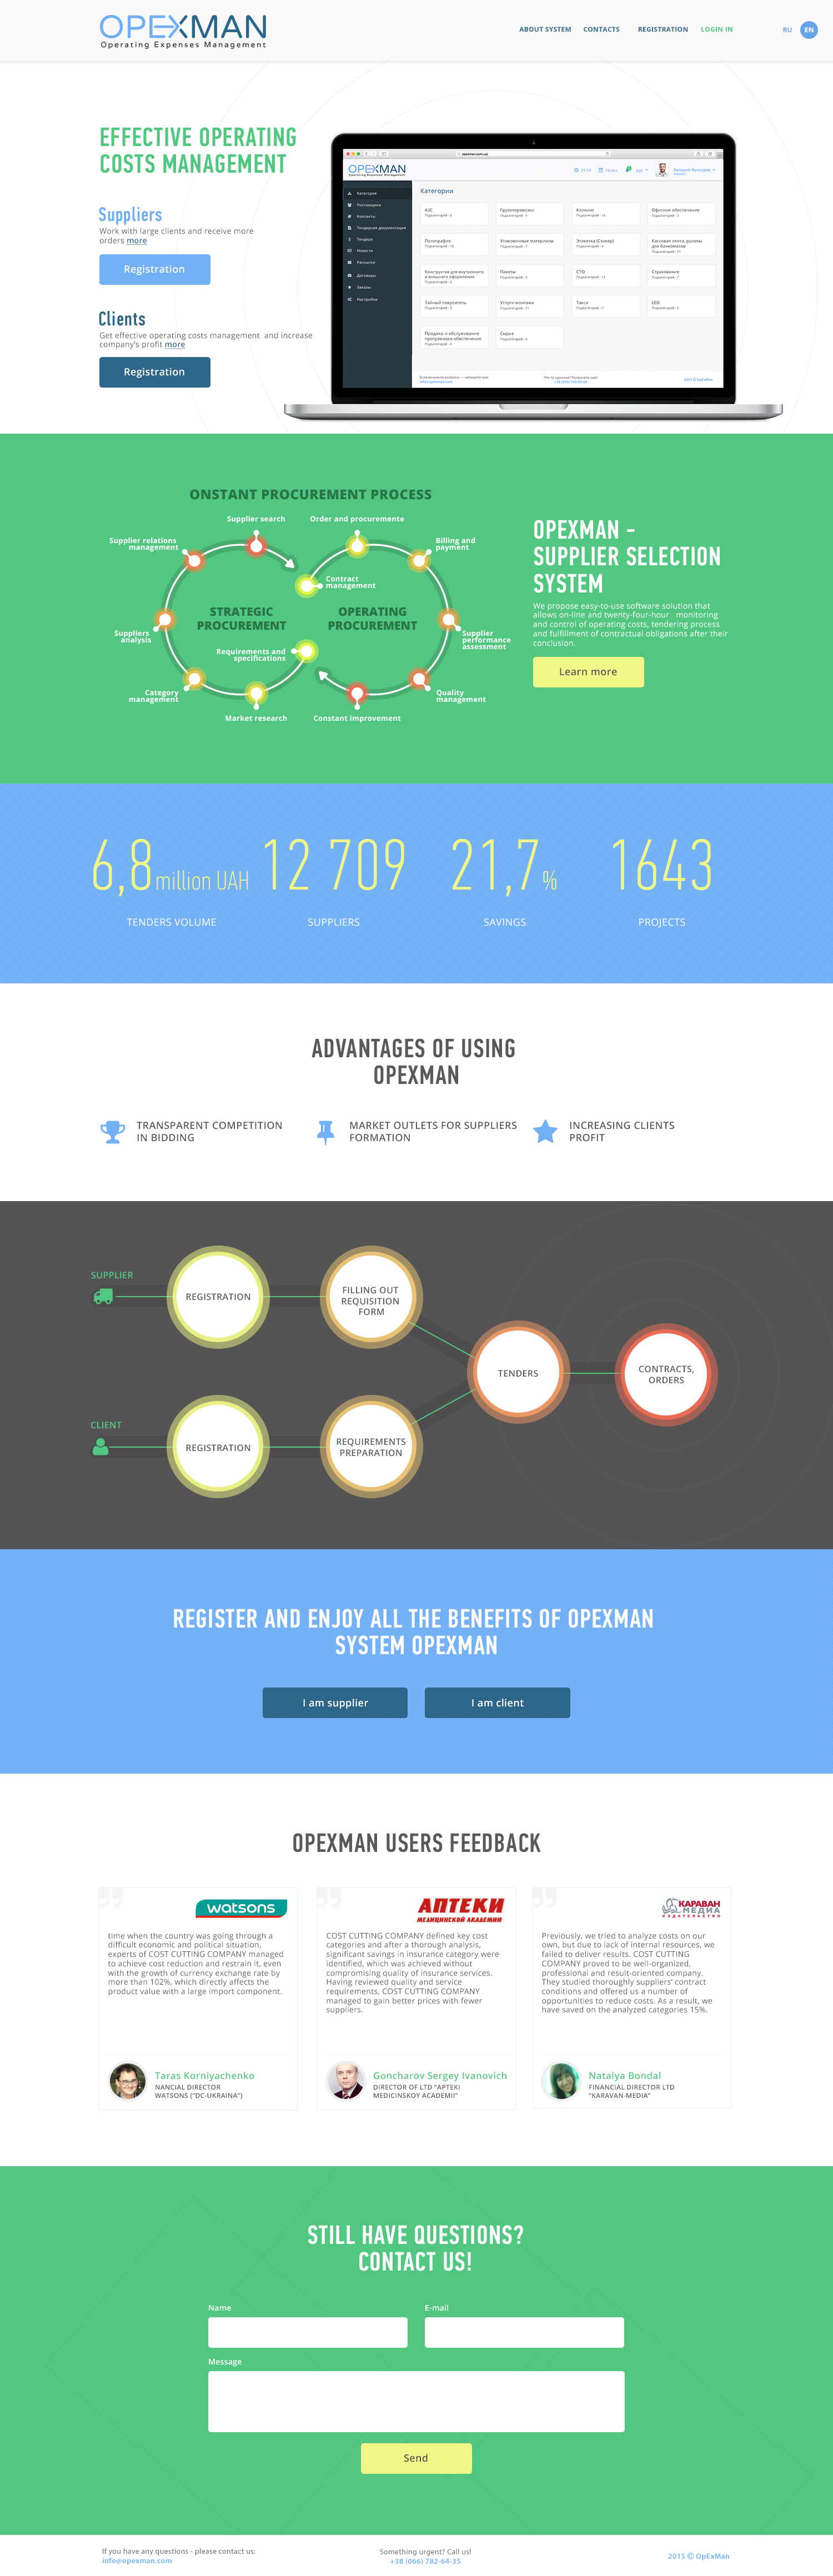 OPEXMAN
Operating Expenses Management
ABOUT SYSTEM
CONTACTS
REGISTRATION
LOGIN IN
RU
EN
EFFECTIVE OPERATING
COSTS MANAGEMENT
Suppliers
Work with large clients and receive more
orders more
Registration
Clients
Get effective operating costs management and increase
company's profit more
Registration
OPEXMAN
Категории
ONSTANT PROCUREMENT PROCESS
Supplier search
Order and procuremente
Supplier relations
management
Billing and
payment
Contract
management
STRATEGIC
PROCUREMENT
OPERATING
PROCUREMENT
Suppliers
analysis
Supplier
performance
assessment
Requirements and
specifications
Category
management
Quality
management
Market research
Constant improvement
OPEXMAN -
SUPPLIER SELECTION
SYSTEM
We propose easy-to-use software solution that
allows on-line and twenty-four-hour monitoring
and control of operating costs, tendering process
and fulfillment of contractual obligations after their
conclusion.
Learn more
6,8 million UAH
12 709
21,7 %
1643
TENDERS VOLUME
SUPPLIERS
SAVINGS
PROJECTS
ADVANTAGES OF USING
OPEXMAN
TRANSPARENT COMPETITION
IN BIDDING
MARKET OUTLETS FOR SUPPLIERS
FORMATION
INCREASING CLIENTS
PROFIT
SUPPLIER
REGISTRATION
FILLING OUT
REQUISITION
FORM
TENDERS
CONTRACTS,
ORDERS
CLIENT
REGISTRATION
REQUIREMENTS
PREPARATION
REGISTER AND ENJOY ALL THE BENEFITS OF OPEXMAN
SYSTEM OPEXMAN
I am supplier
I am client
OPEXMAN USERS FEEDBACK
watsons
time when the country was going through a
difficult economic and political situation,
experts of COST CUTTING COMPANY managed
to achieve cost reduction and restrain it, even
with the growth of currency exchange rate by
more than 102%, which directly affects the
product value with a large import component.
Taras Korniyachenko
NANCIAL DIRECTOR
WATSONS ("DC-UKRAINA")
АПТЕКИ
МЕДИЦИНСКОЙ АКАДЕМИИ
COST CUTTING COMPANY defined key cost
categories and after a thorough analysis,
significant savings in insurance category were
identified, which was achieved without
compromising quality of insurance services.
Having reviewed quality and service
requirements, COST CUTTING COMPANY
managed to gain better prices with fewer
suppliers.
Goncharov Sergey Ivanovich
DIRECTOR OF LTD "APTEKI
MEDICINSKOY ACADEMII"
КАРАВАН
МЕДИА
ИЗДАТЕЛЬСТВО
Previously, we tried to analyze costs on our
own, but due to lack of internal resources, we
failed to deliver results. COST CUTTING
COMPANY proved to be well-organized,
professional and result-oriented company.
They studied thoroughly suppliers' contract
conditions and offered us a number of
opportunities to reduce costs. As a result, we
have saved on the analyzed categories 15%.
Natalya Bondal
FINANCIAL DIRECTOR LTD
"KARAVAN-MEDIA"
STILL HAVE QUESTIONS?
CONTACT US!
Name
E-mail
Message
Send
If you have any questions - please contact us:
info@opexman.com
Something urgent? Call us!
+38 (066) 782-64-35
2015 © OpExMan